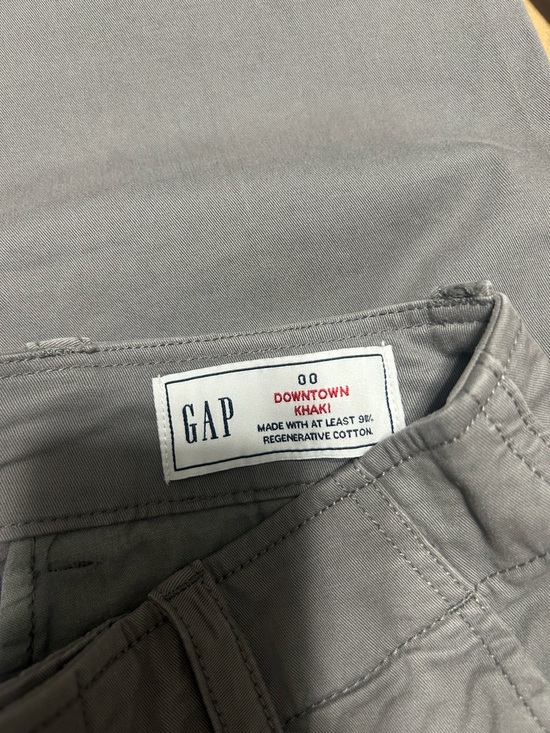 00
DOWNTOWN
KHAKI
GAP
MADE WITH AT LEAST 98%
REGENERATIVE COTTON.